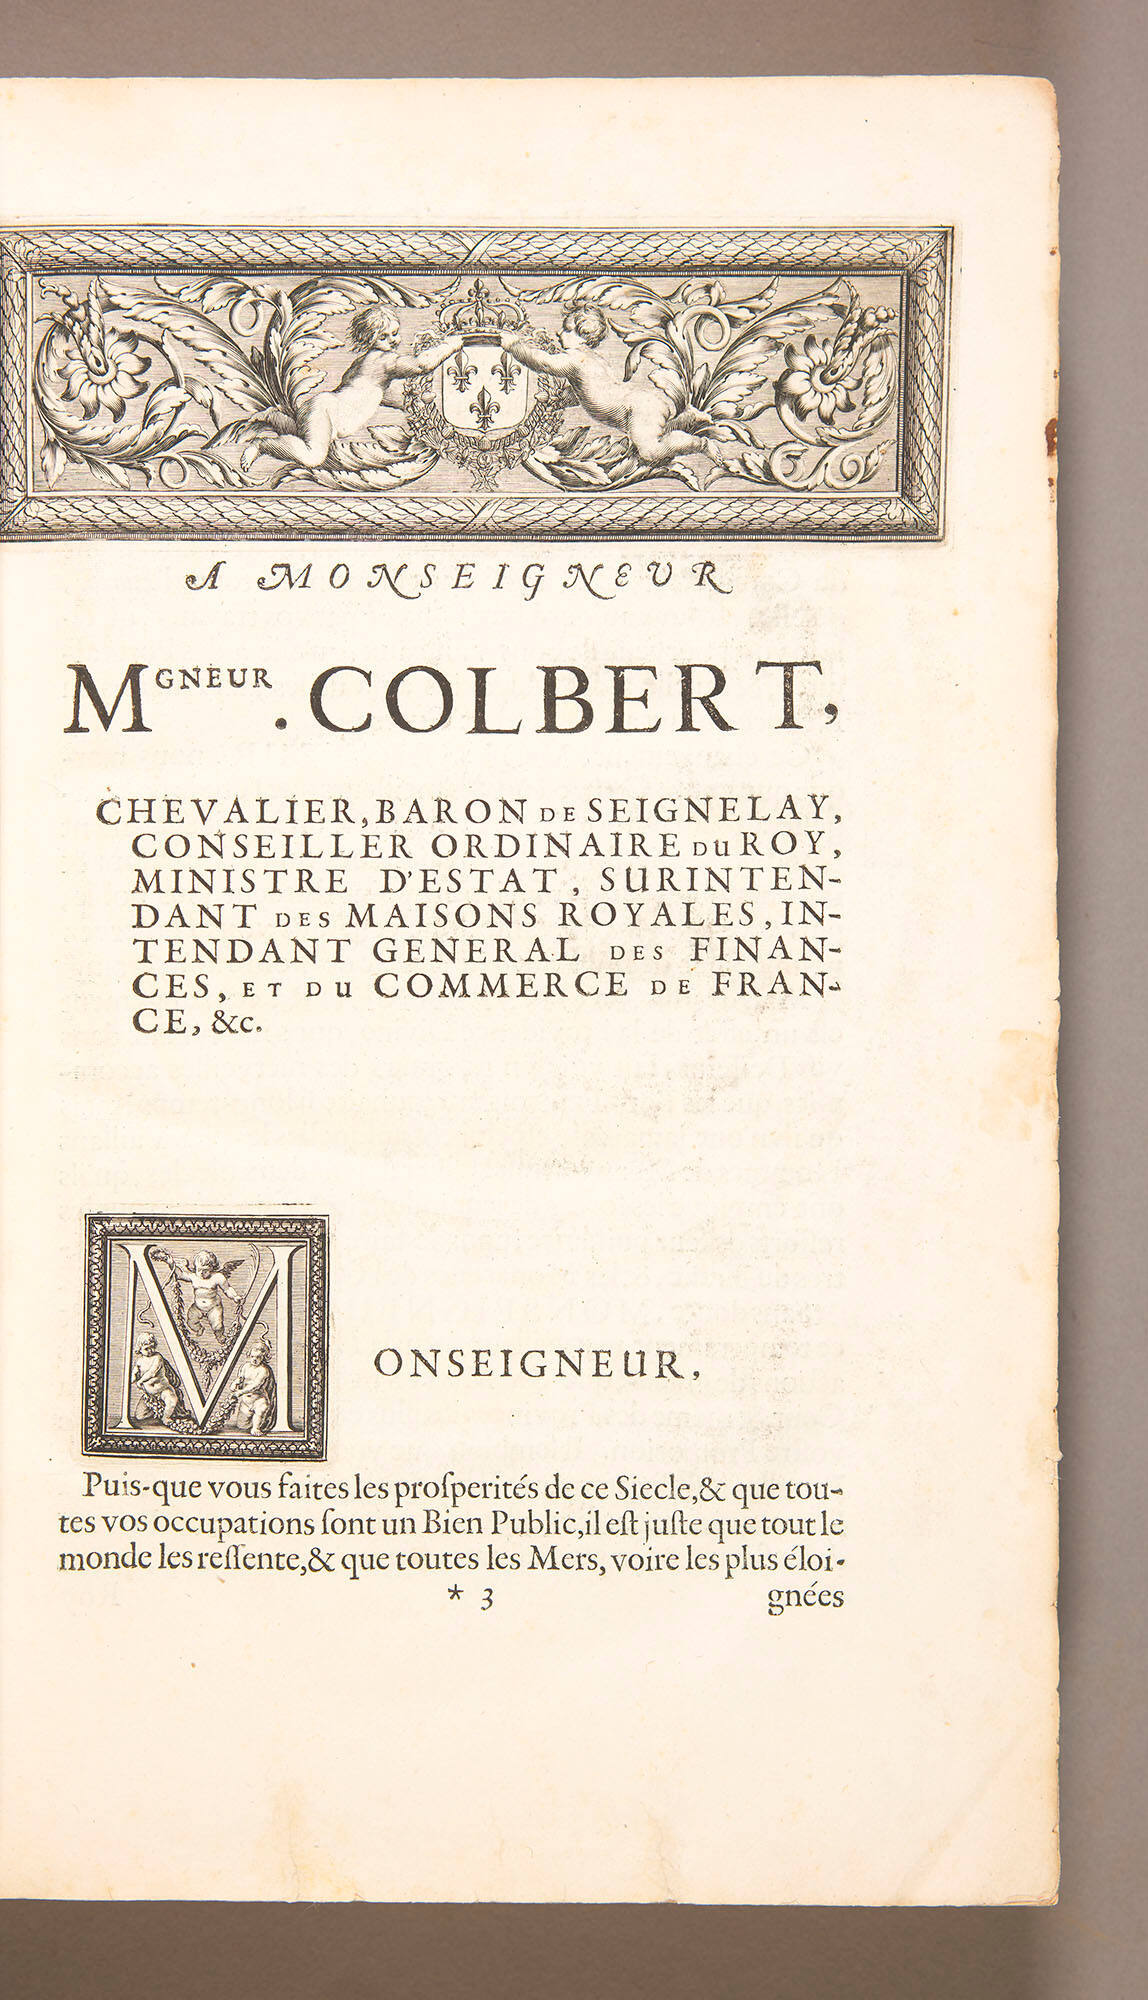 A MONSEIGNEVR
MGNEUR . COLBERT,
CHEVALIER, BARON DE SEIGNELAY,
CONSEILLER ORDINAIRE DU ROY,
MINISTRE D'ESTAT, SURINTEN-
DANT DES MAISONS ROYALES, IN-
TENDANT GENERAL DES FINAN-
CES, ET DU COMMERCE DE FRAN-
CE, &c.
MONSEIGNEUR,
Puis-que vous faites les proſperités de ce Siecle, & que tou-
tes vos occupations ſont un Bien Public, il eſt juſte que tout le
monde les reſſente, & que toutes les Mers, voire les plus éloi-
* 3 gnées